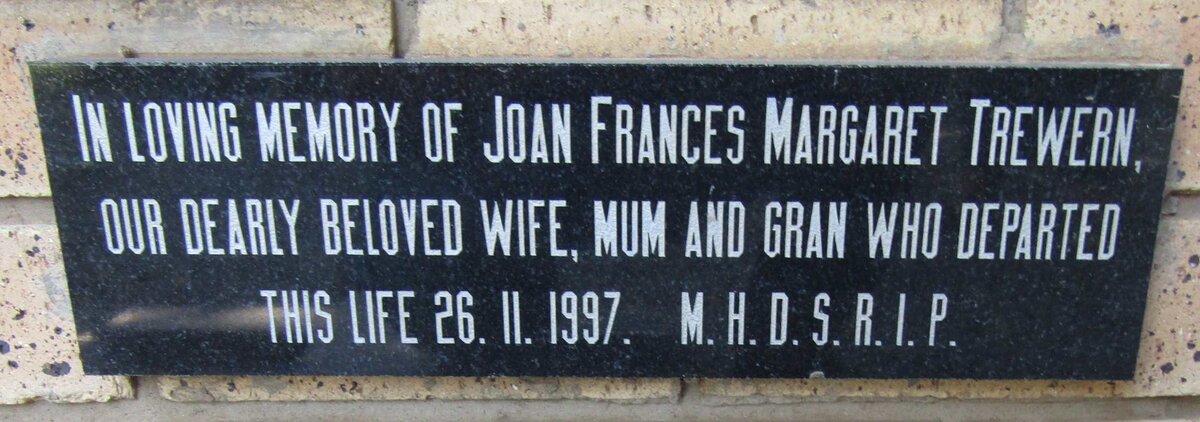 In loving memory of Joan Frances Margaret Trewern,
our dearly beloved wife, mum and gran who departed
this life 26. 11. 1997. M. H. D. S. R. I. P.